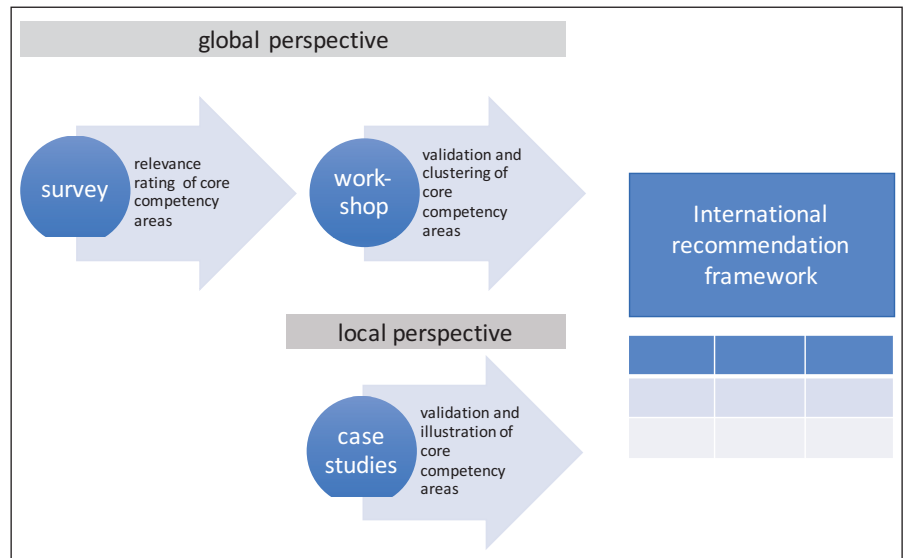 global perspective
survey
relevance
rating of core
competency
areas
work-
shop
validation and
clustering of
core
competency
areas
International
recommendation
framework
local perspective
case
studies
validation and
illustration of
core
competency
areas